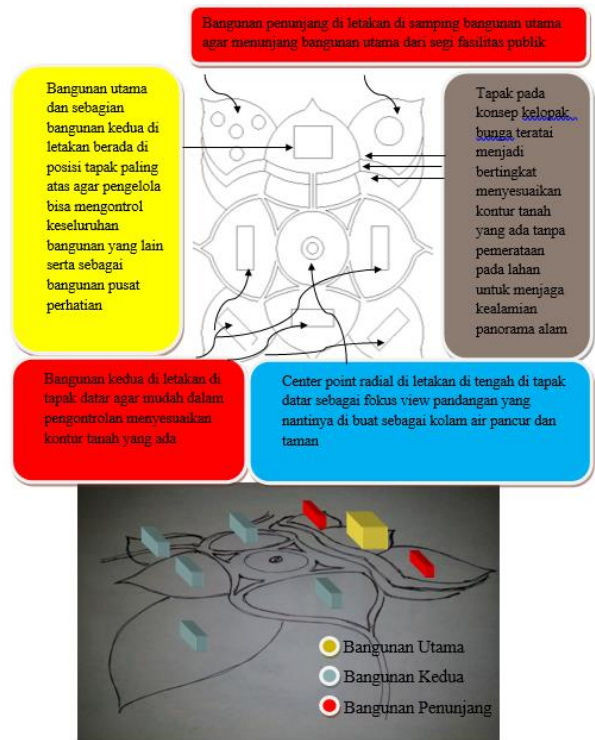 Bangunan penunjang di letakan di samping bangunan utama
agar menunjang bangunan utama dari segi fasilitas publik
Bangunan utama
dan sebagian
bangunan kedua di
letakan berada di
posisi tapak paling
atas agar pengelola
bisa mengontrol
keseluruhan
bangunan yang lain
serta sebagai
bangunan pusat
perhatian
Tapak pada
konsep kelopak
bunga teratai
menjadi
bertingkat
menyesuaikan
kontur tanah
yang ada tanpa
pemerataan
pada lahan
untuk menjaga
kealamian
panorama alam
Bangunan kedua di letakan di
tapak datar agar mudah dalam
pengontrolan menyesuaikan
kontur tanah yang ada
Center point radial di letakan di tengah di tapak
datar sebagai fokus view pandangan yang
nantinya di buat sebagai kolam air pancur dan
taman
Bangunan Utama
Bangunan Kedua
Bangunan Penunjang